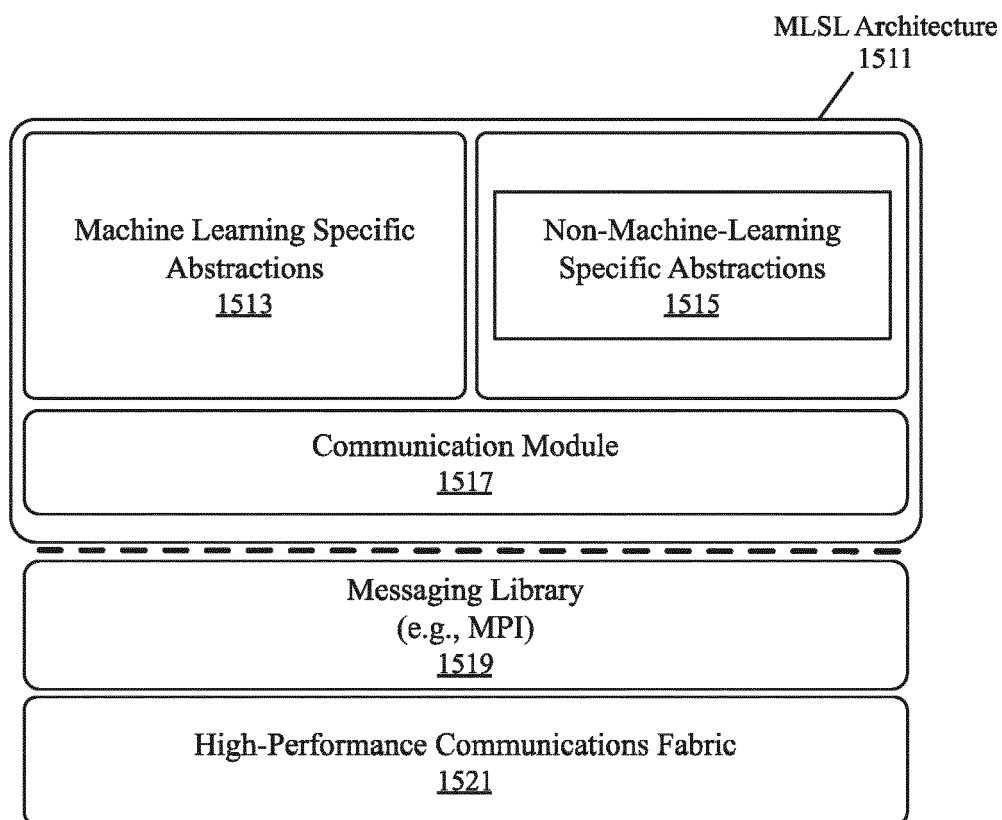 MLSL Architecture
1511
Machine Learning Specific
Abstractions
1513
Non-Machine-Learning
Specific Abstractions
1515
Communication Module
1517
Messaging Library
(e.g., MPI)
1519
High-Performance Communications Fabric
1521